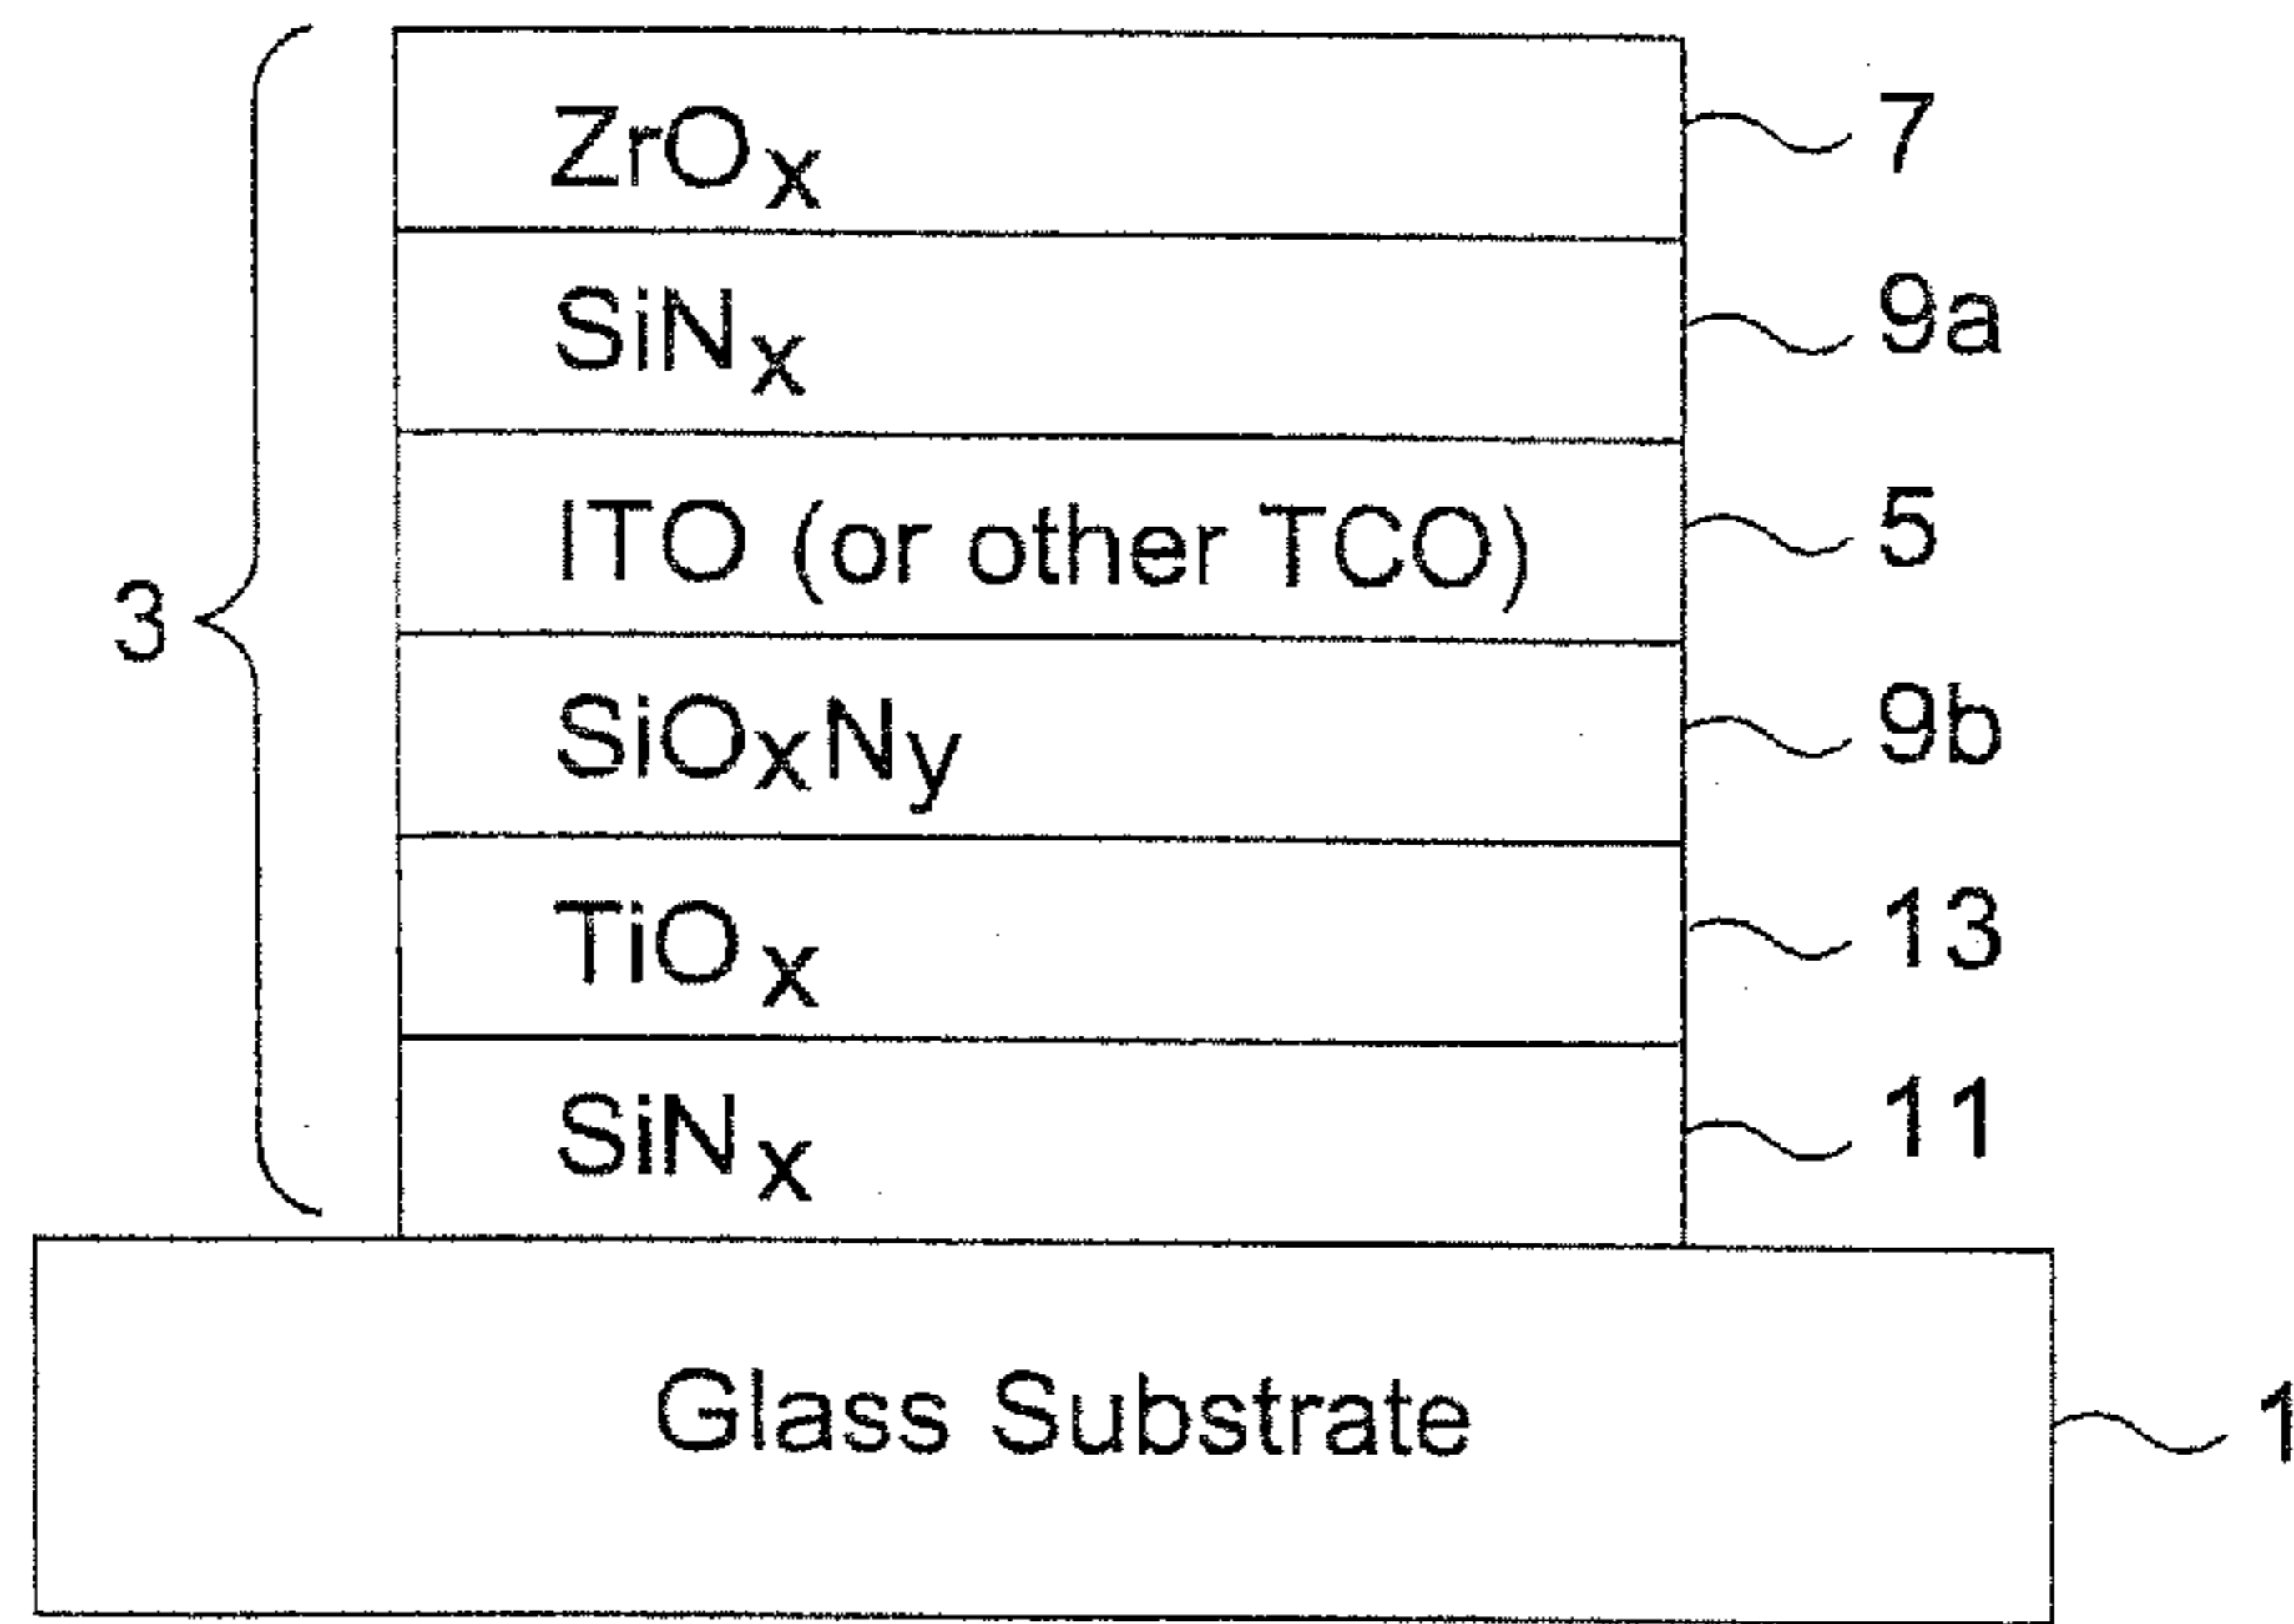 ZrOx 7
SiNx 9a
ITO (or other TCO) 5
3
SiOxNy 9b
TiOx 13
SiNx 11
Glass Substrate 1